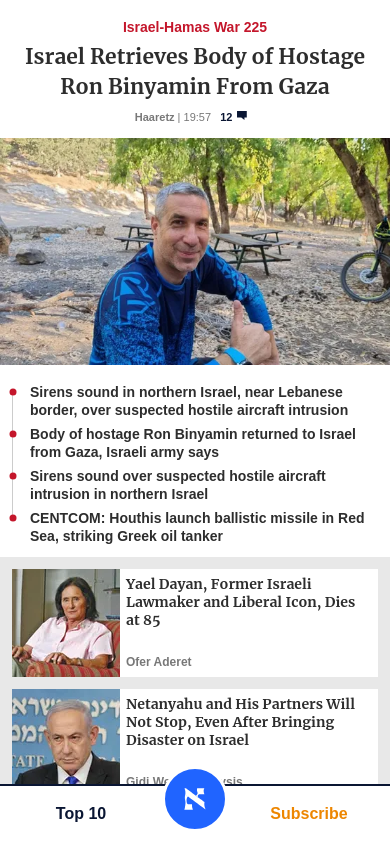 Israel-Hamas War 225
Israel Retrieves Body of Hostage
Ron Binyamin From Gaza
Haaretz | 19:57 12
Sirens sound in northern Israel, near Lebanese
border, over suspected hostile aircraft intrusion
Body of hostage Ron Binyamin returned to Israel
from Gaza, Israeli army says
Sirens sound over suspected hostile aircraft
intrusion in northern Israel
CENTCOM: Houthis launch ballistic missile in Red
Sea, striking Greek oil tanker
Yael Dayan, Former Israeli
Lawmaker and Liberal Icon, Dies
at 85
Ofer Aderet
Netanyahu and His Partners Will
Not Stop, Even After Bringing
Disaster on Israel
STATE
Gidi
Top 10
א
Subscribe